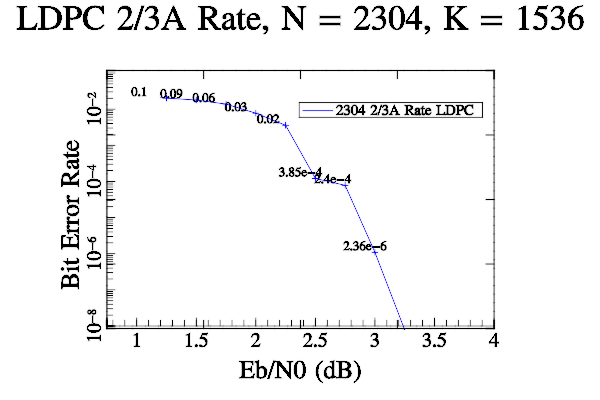 LDPC 2/3A Rate, N = 2304, K = 1536
0.1 0.09 0.06 0.03 0.02
2304 2/3A Rate LDPC
3.85e−4 2.4e−4
2.36e−6
Bit Error Rate
10−2
10−4
10−6
10−8
1 1.5 2 2.5 3 3.5 4
Eb/N0 (dB)